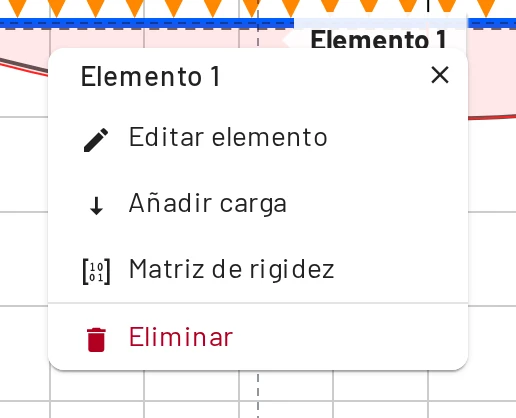 Elemento 1
Elemento 1
Editar elemento
Añadir carga
Matriz de rigidez
Eliminar